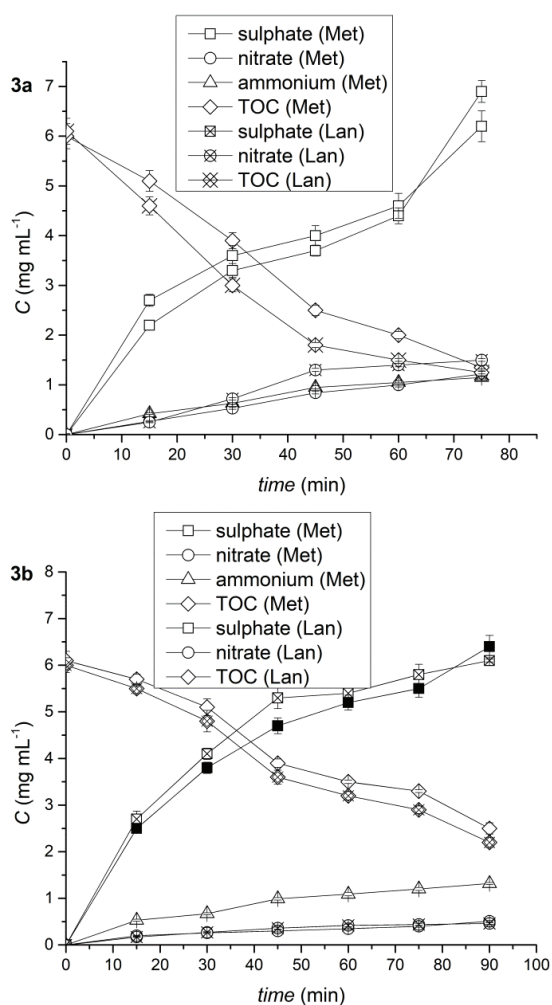 3a
sulphate (Met)
nitrate (Met)
ammonium (Met)
TOC (Met)
sulphate (Lan)
nitrate (Lan)
TOC (Lan)
7
6
5
4
3
2
1
0
C (mg mL⁻¹)
0 10 20 30 40 50 60 70 80
time (min)
3b
sulphate (Met)
nitrate (Met)
ammonium (Met)
TOC (Met)
sulphate (Lan)
nitrate (Lan)
TOC (Lan)
8
7
6
5
4
3
2
1
0
C (mg mL⁻¹)
0 10 20 30 40 50 60 70 80 90 100
time (min)